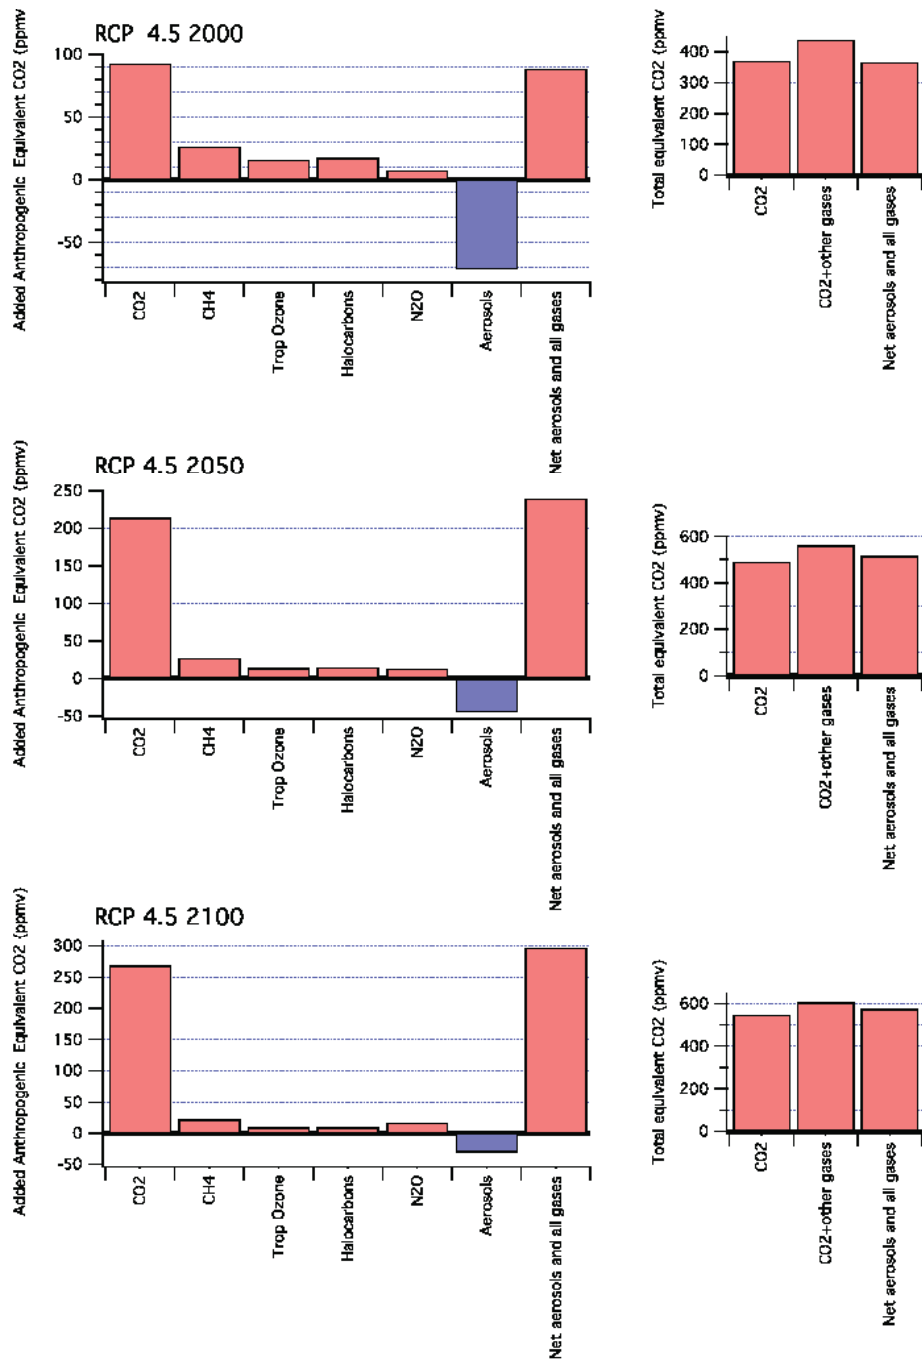 RCP 4.5 2000
Added Anthropogenic Equivalent CO2 (ppmv
100
50
0
-50
CO2
CH4
Trop Ozone
Halocarbons
N2O
Aerosols
Net aerosols and all gases
Total equivalent CO2 (ppmv
400
300
200
100
0
CO2
CO2+other gases
Net aerosols and all gases
RCP 4.5 2050
Added Anthropogenic Equivalent CO2 (ppmv)
250
200
150
100
50
0
-50
CO2
CH4
Trop Ozone
Halocarbons
N2O
Aerosols
Net aerosols and all gases
Total equivalent CO2 (ppmv)
600
400
200
0
CO2
CO2+other gases
Net aerosols and all gases
RCP 4.5 2100
Added Anthropogenic Equivalent CO2 (ppmv)
300
250
200
150
100
50
0
-50
CO2
CH4
Trop Ozone
Halocarbons
N2O
Aerosols
Net aerosols and all gases
Total equivalent CO2 (ppmv)
600
400
200
0
CO2
CO2+other gases
Net aerosols and all gases